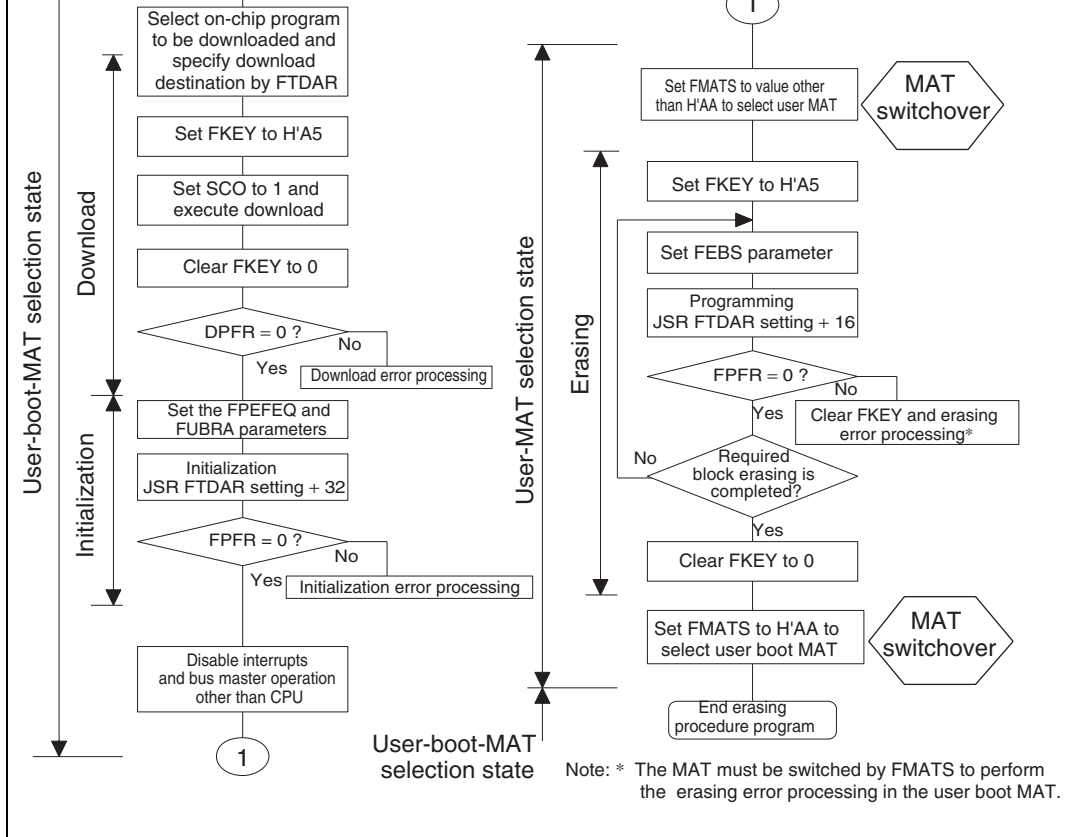 Select on-chip program
to be downloaded and
specify download
destination by FTDAR
Set FKEY to H'A5
Set SCO to 1 and
execute download
Clear FKEY to 0
DPFR = 0 ?
No
Yes
Download error processing
Set the FPEFEQ and
FUBRA parameters
Initialization
JSR FTDAR setting + 32
FPFR = 0 ?
No
Yes
Initialization error processing
Disable interrupts
and bus master operation
other than CPU
1
User-boot-MAT selection state
Download
Initialization
1
Set FMATS to value other
than H'AA to select user MAT
MAT
switchover
Set FKEY to H'A5
Set FEBS parameter
Programming
JSR FTDAR setting + 16
FPFR = 0 ?
No
Yes
Clear FKEY and erasing
error processing*
No
Required
block erasing is
completed?
Yes
Clear FKEY to 0
Set FMATS to H'AA to
select user boot MAT
MAT
switchover
End erasing
procedure program
User-MAT selection state
Erasing
User-boot-MAT
selection state
Note: * The MAT must be switched by FMATS to perform
the erasing error processing in the user boot MAT.